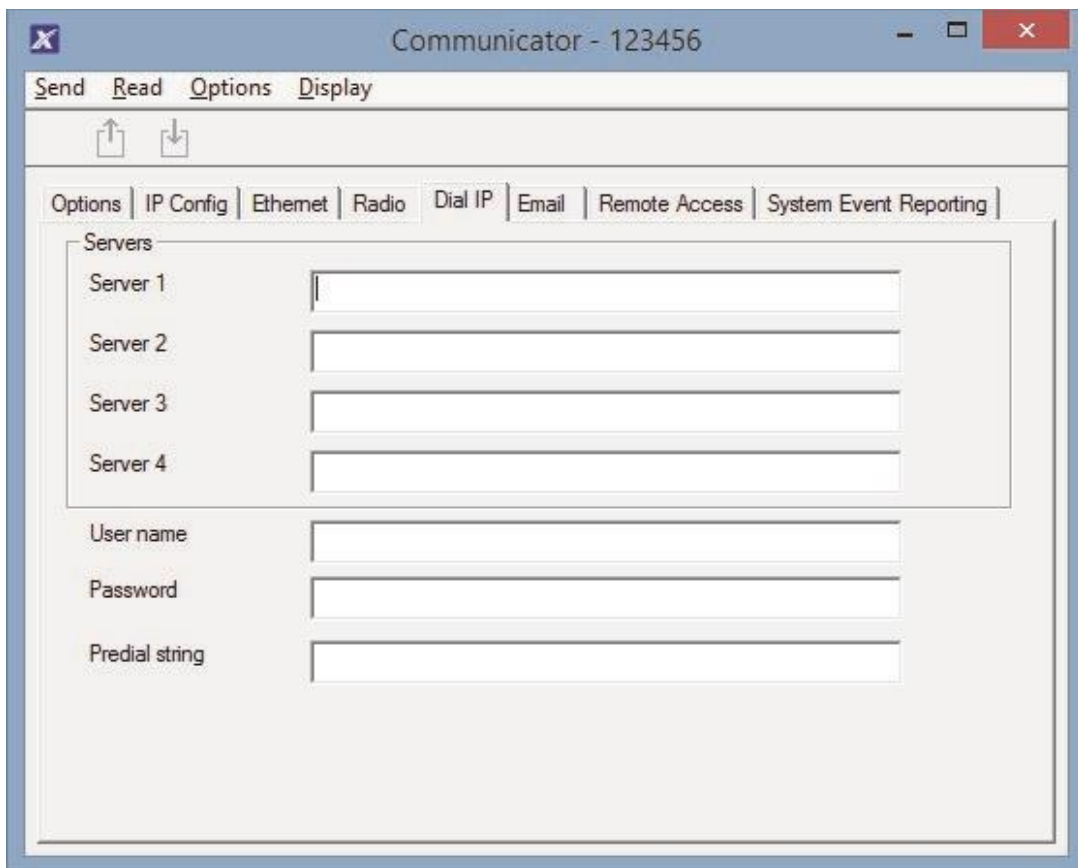 Communicator - 123456
Send Read Options Display
Options IP Config Ethernet Radio Dial IP Email Remote Access System Event Reporting
Servers
Server 1
Server 2
Server 3
Server 4
User name
Password
Predial string